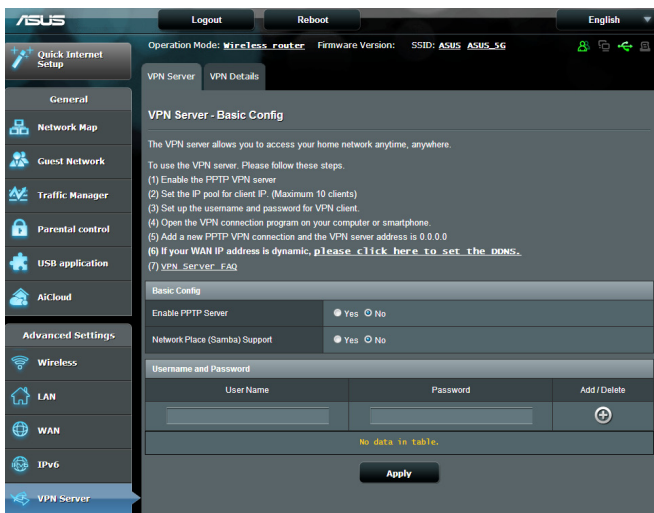 ASUS
Logout
Reboot
English
Quick Internet
Setup
General
Network Map
Guest Network
Traffic Manager
Parental control
USB application
AiCloud
Advanced Settings
Wireless
LAN
WAN
IPv6
VPN Server
Operation Mode: Wireless router Firmware Version: SSID: ASUS ASUS_5G
VPN Server
VPN Details
VPN Server - Basic Config
The VPN server allows you to access your home network anytime, anywhere.
To use the VPN server. Please follow these steps.
(1) Enable the PPTP VPN server
(2) Set the IP pool for client IP. (Maximum 10 clients)
(3) Set up the username and password for VPN client.
(4) Open the VPN connection program on your computer or smartphone.
(5) Add a new PPTP VPN connection and the VPN server address is 0.0.0.0
(6) If your WAN IP address is dynamic, please click here to set the DDNS.
(7) VPN Server FAQ
Basic Config
Enable PPTP Server Yes No
Network Place (Samba) Support Yes No
Username and Password
User Name Password Add / Delete
No data in table.
Apply